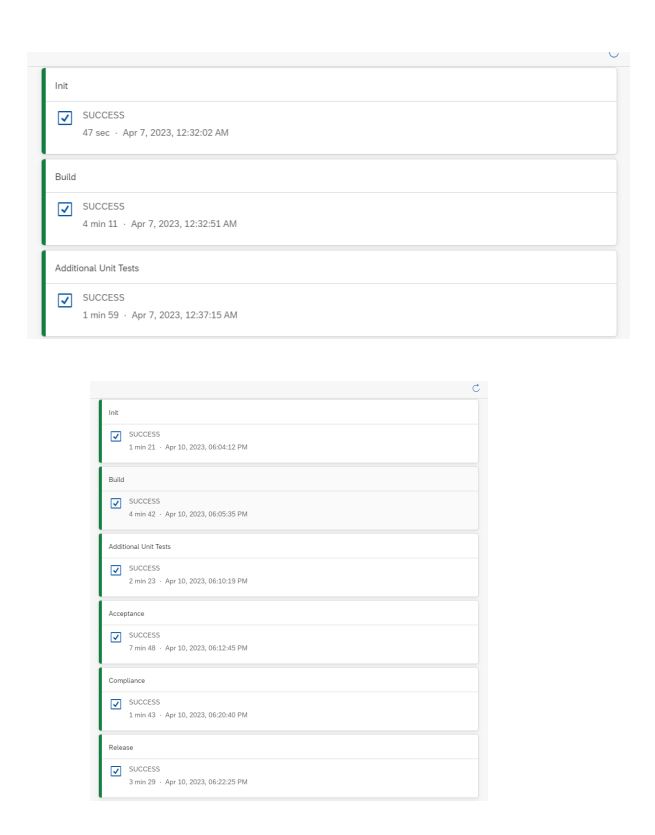 Init
SUCCESS
47 sec · Apr 7, 2023, 12:32:02 AM
Build
SUCCESS
4 min 11 · Apr 7, 2023, 12:32:51 AM
Additional Unit Tests
SUCCESS
1 min 59 · Apr 7, 2023, 12:37:15 AM
Init
SUCCESS
1 min 21 · Apr 10, 2023, 06:04:12 PM
Build
SUCCESS
4 min 42 · Apr 10, 2023, 06:05:35 PM
Additional Unit Tests
SUCCESS
2 min 23 · Apr 10, 2023, 06:10:19 PM
Acceptance
SUCCESS
7 min 48 · Apr 10, 2023, 06:12:45 PM
Compliance
SUCCESS
1 min 43 · Apr 10, 2023, 06:20:40 PM
Release
SUCCESS
3 min 29 · Apr 10, 2023, 06:22:25 PM